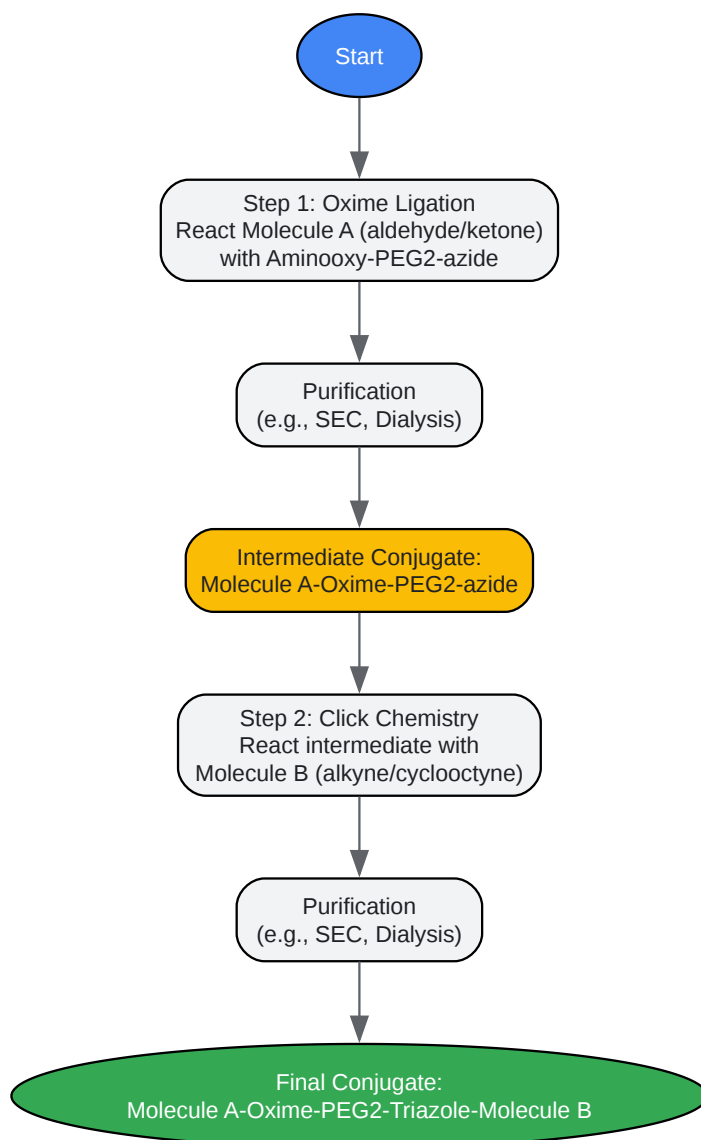 Start
Step 1: Oxime Ligation
React Molecule A (aldehyde/ketone)
with Aminooxy-PEG2-azide
Purification
(e.g., SEC, Dialysis)
Intermediate Conjugate:
Molecule A-Oxime-PEG2-azide
Step 2: Click Chemistry
React intermediate with
Molecule B (alkyne/cyclooctyne)
Purification
(e.g., SEC, Dialysis)
Final Conjugate:
Molecule A-Oxime-PEG2-Triazole-Molecule B